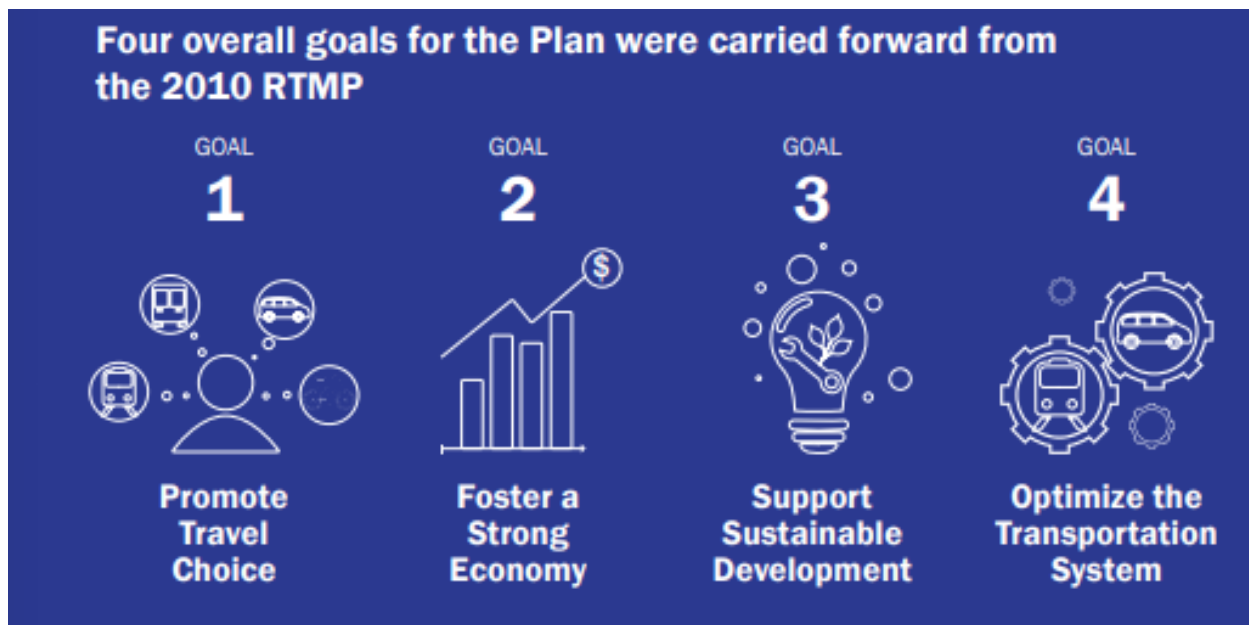 Four overall goals for the Plan were carried forward from
the 2010 RTMP
GOAL
1
$
Promote
Travel
Choice
GOAL
2
Foster a
Strong
Economy
GOAL
3
Support
Sustainable
Development
GOAL
4
Optimize the
Transportation
System